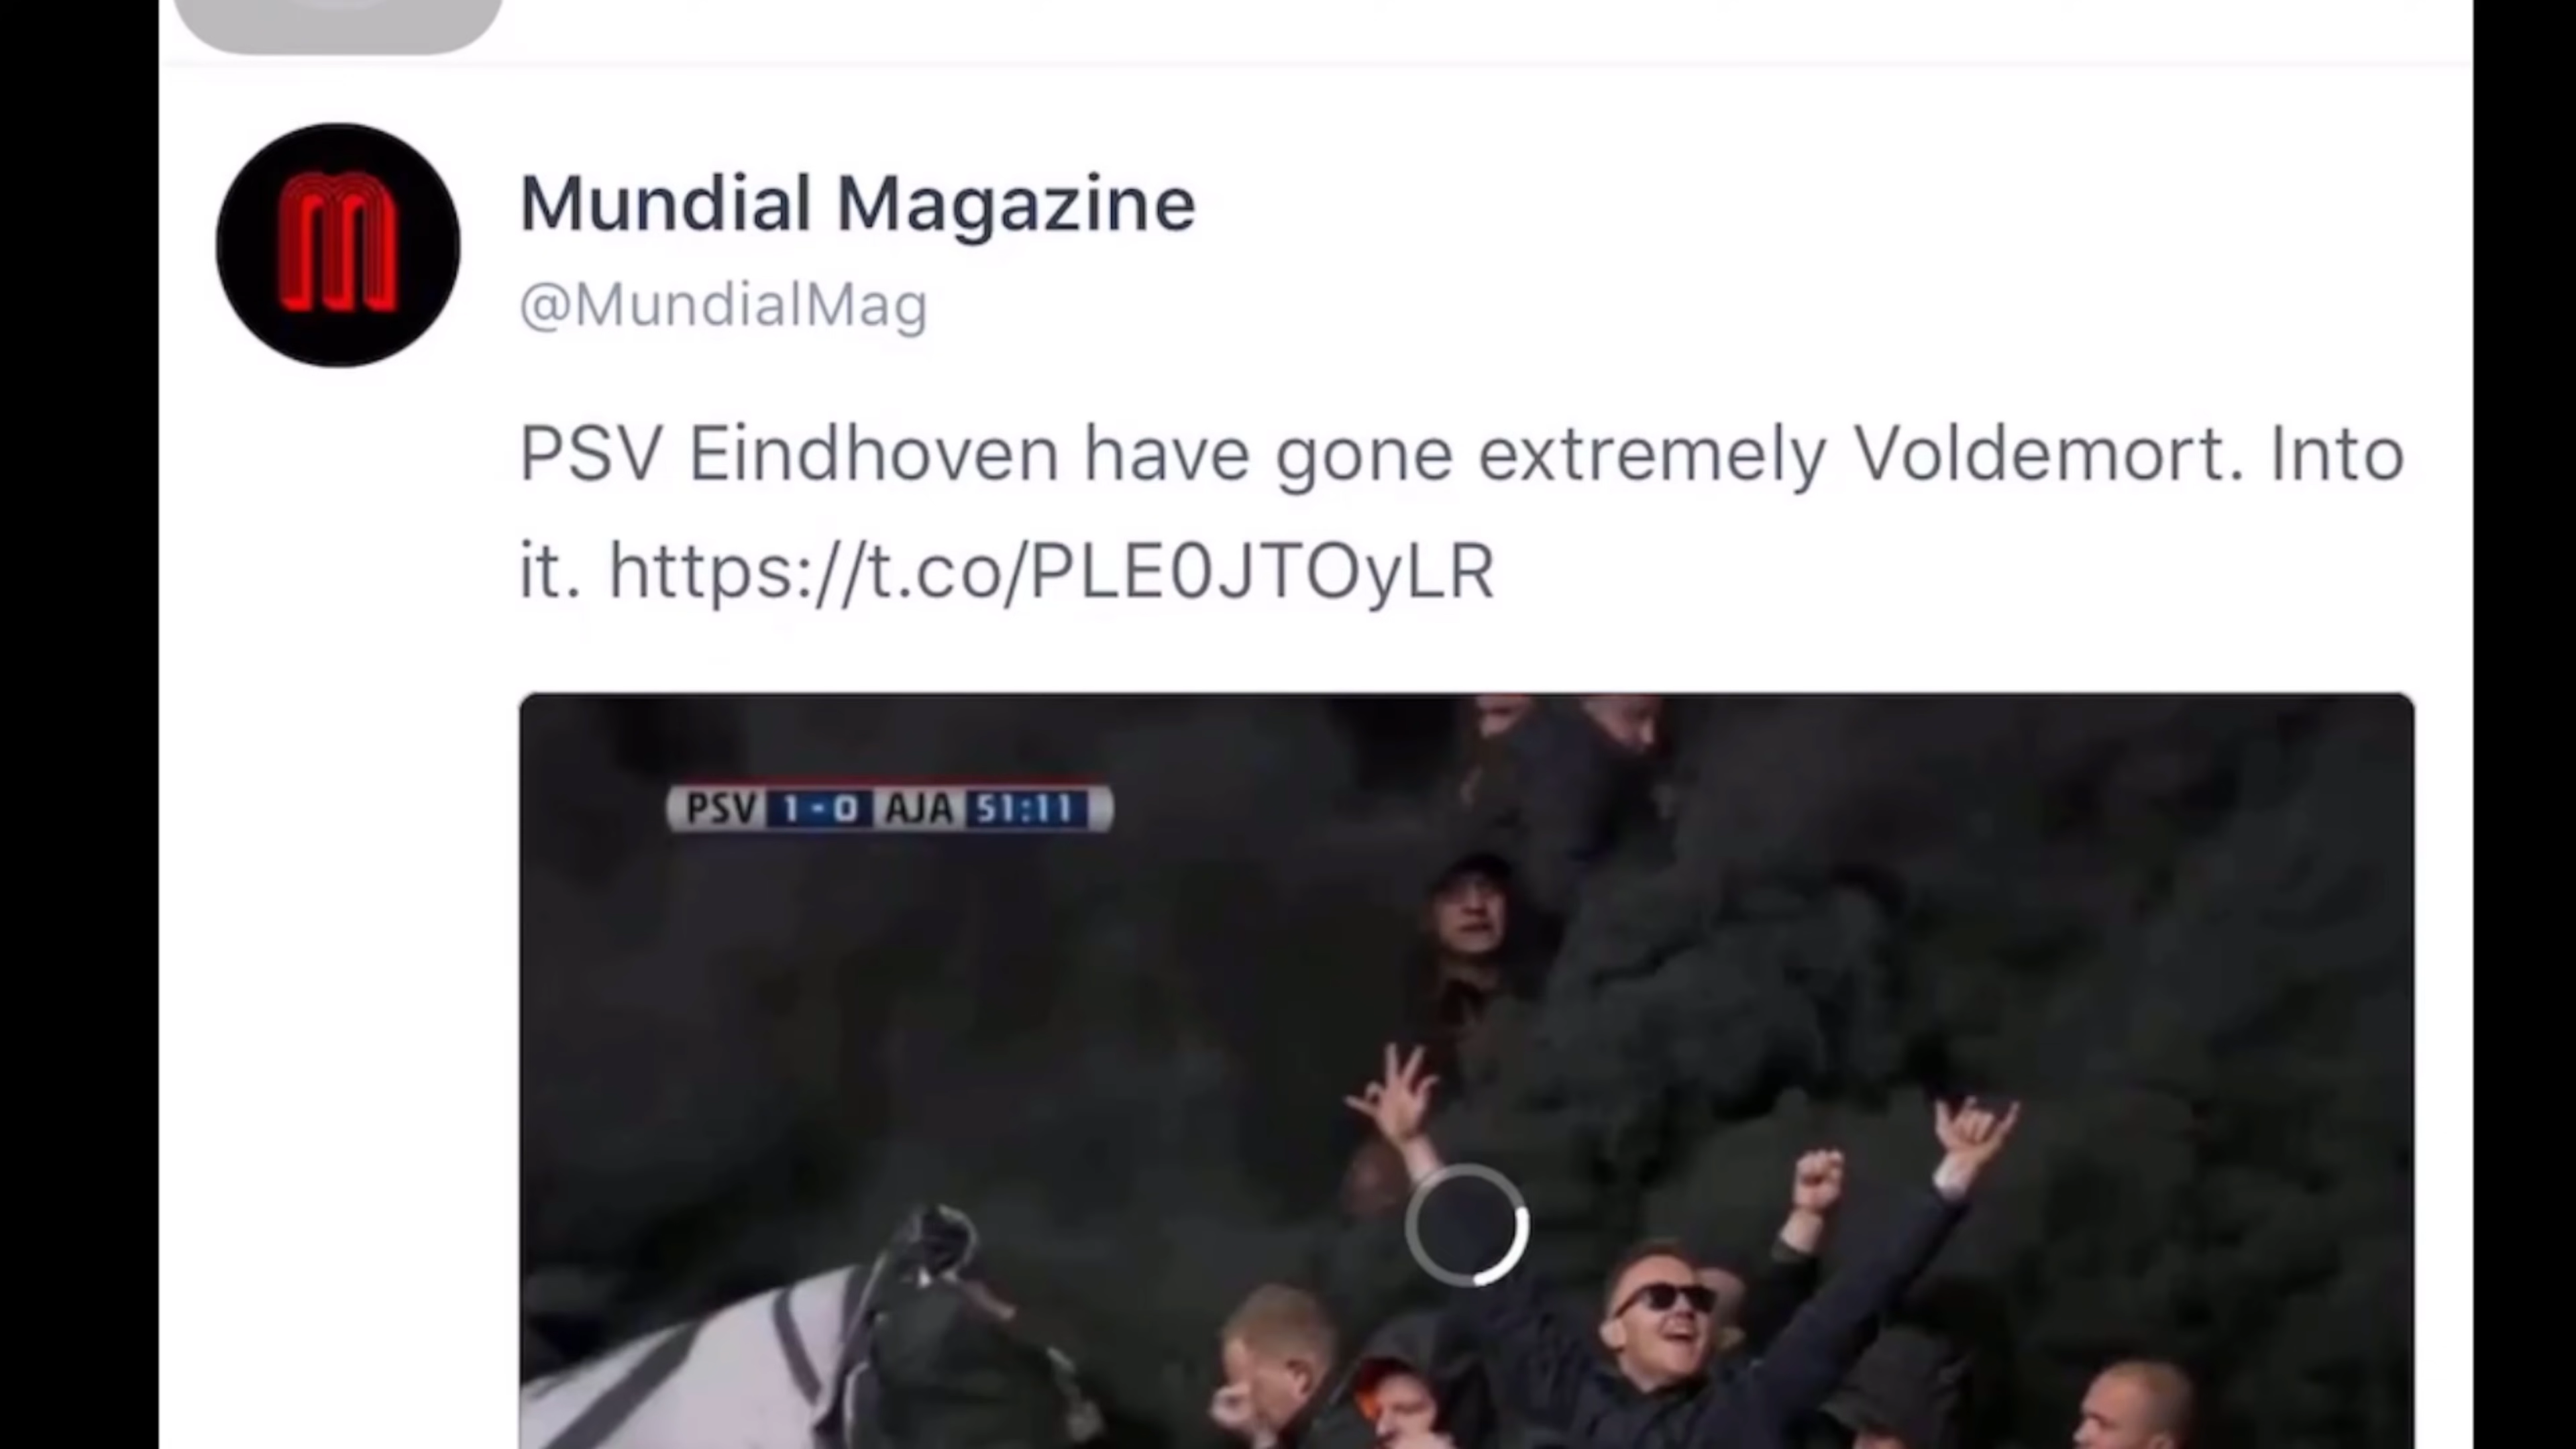 Mundial Magazine
@MundialMag
PSV Eindhoven have gone extremely Voldemort. Into
it. https://t.co/PLE0JTOyLR
PSV 1-0 AJA 51:11